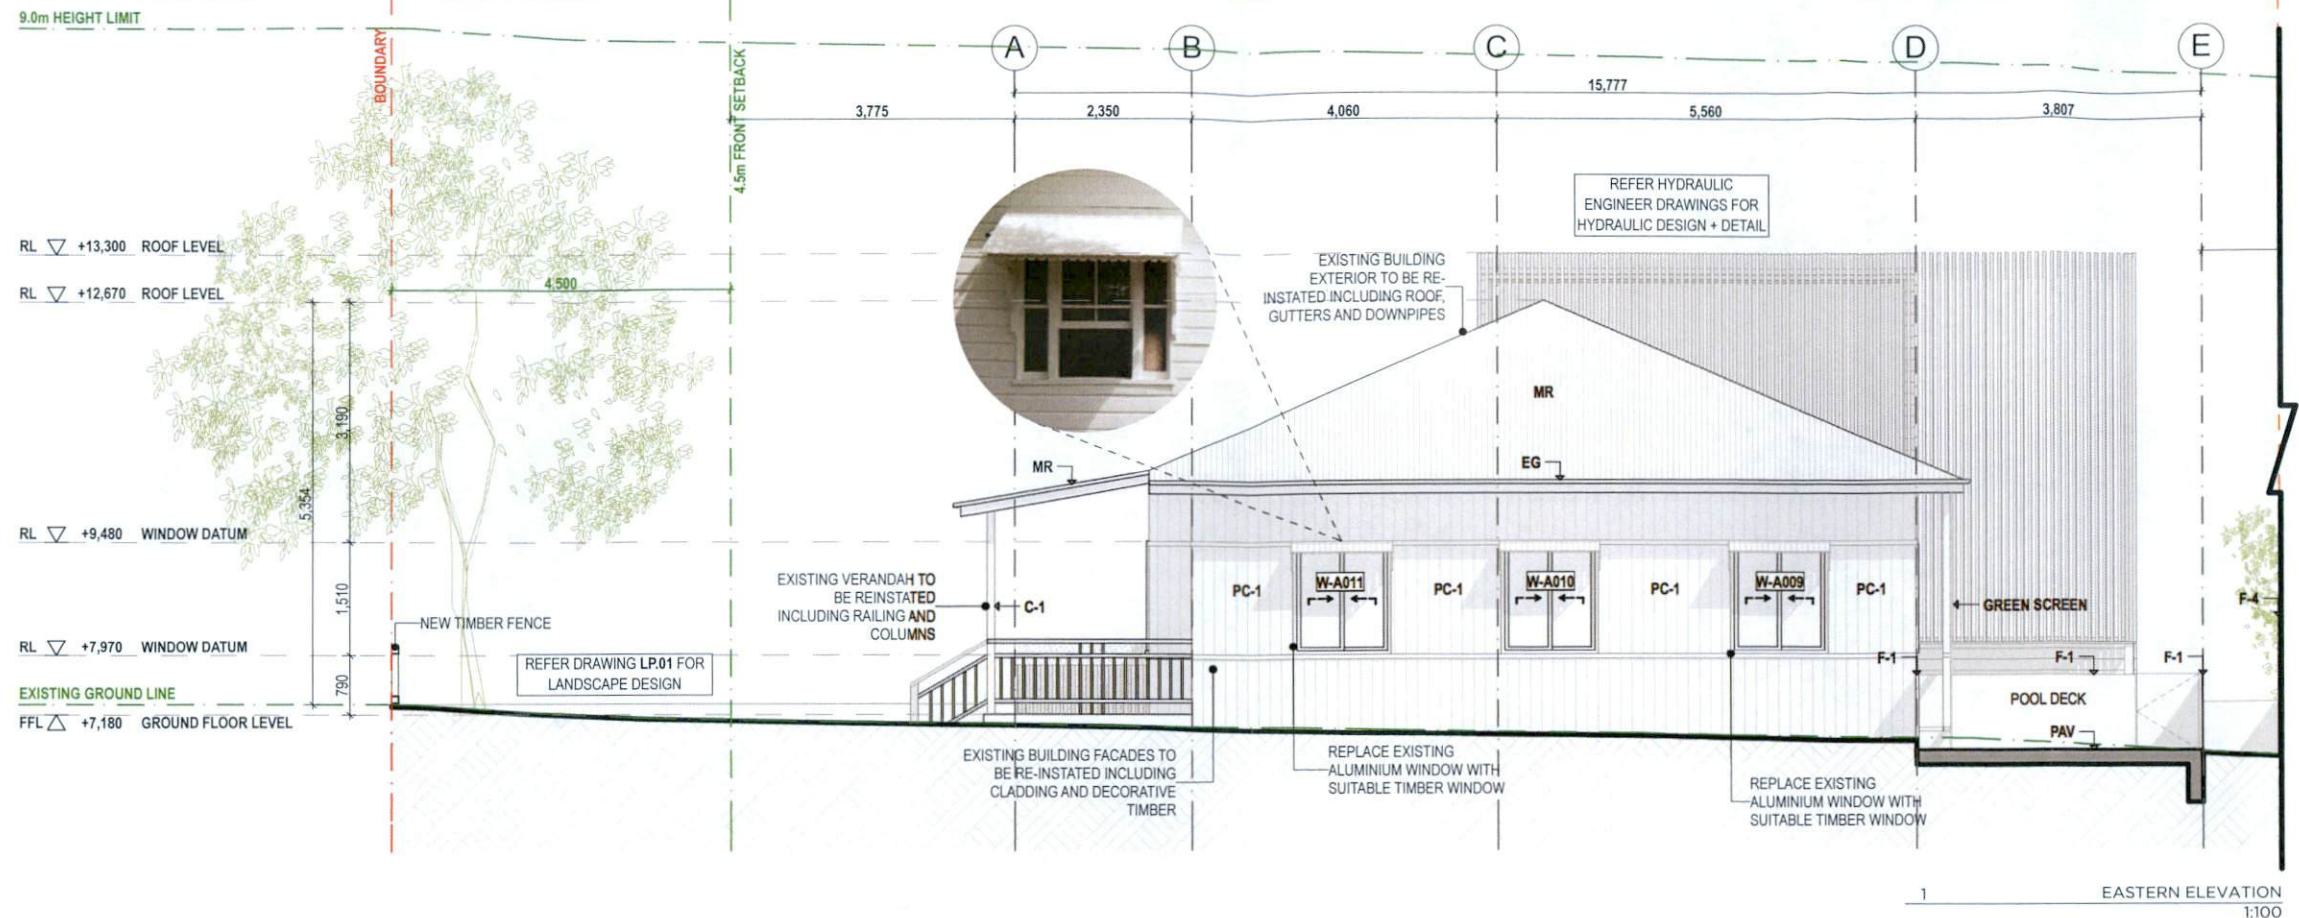 9.0m HEIGHT LIMIT
BOUNDARY
4.5m FRONT SETBACK
A
B
C
D
E
15,777
3,775
2,350
4,060
5,560
3,807
REFER HYDRAULIC
ENGINEER DRAWINGS FOR
HYDRAULIC DESIGN + DETAIL
RL +13,300 ROOF LEVEL
RL +12,670 ROOF LEVEL
4,500
EXISTING BUILDING
EXTERIOR TO BE RE-
INSTATED INCLUDING ROOF,
GUTTERS AND DOWNPIPES
MR
3,190
5,354
MR
EG
RL +9,480 WINDOW DATUM
1,510
EXISTING VERANDAH TO
BE REINSTATED
INCLUDING RAILING AND
COLUMNS
C-1
PC-1
W-A011
PC-1
W-A010
PC-1
W-A009
PC-1
GREEN SCREEN
F-4
NEW TIMBER FENCE
RL +7,970 WINDOW DATUM
790
REFER DRAWING LP.01 FOR
LANDSCAPE DESIGN
F-1
F-1
F-1
EXISTING GROUND LINE
FFL +7,180 GROUND FLOOR LEVEL
POOL DECK
PAV
EXISTING BUILDING FACADES TO
BE RE-INSTATED INCLUDING
CLADDING AND DECORATIVE
TIMBER
REPLACE EXISTING
ALUMINIUM WINDOW WITH
SUITABLE TIMBER WINDOW
REPLACE EXISTING
ALUMINIUM WINDOW WITH
SUITABLE TIMBER WINDOW
1 EASTERN ELEVATION
1:100